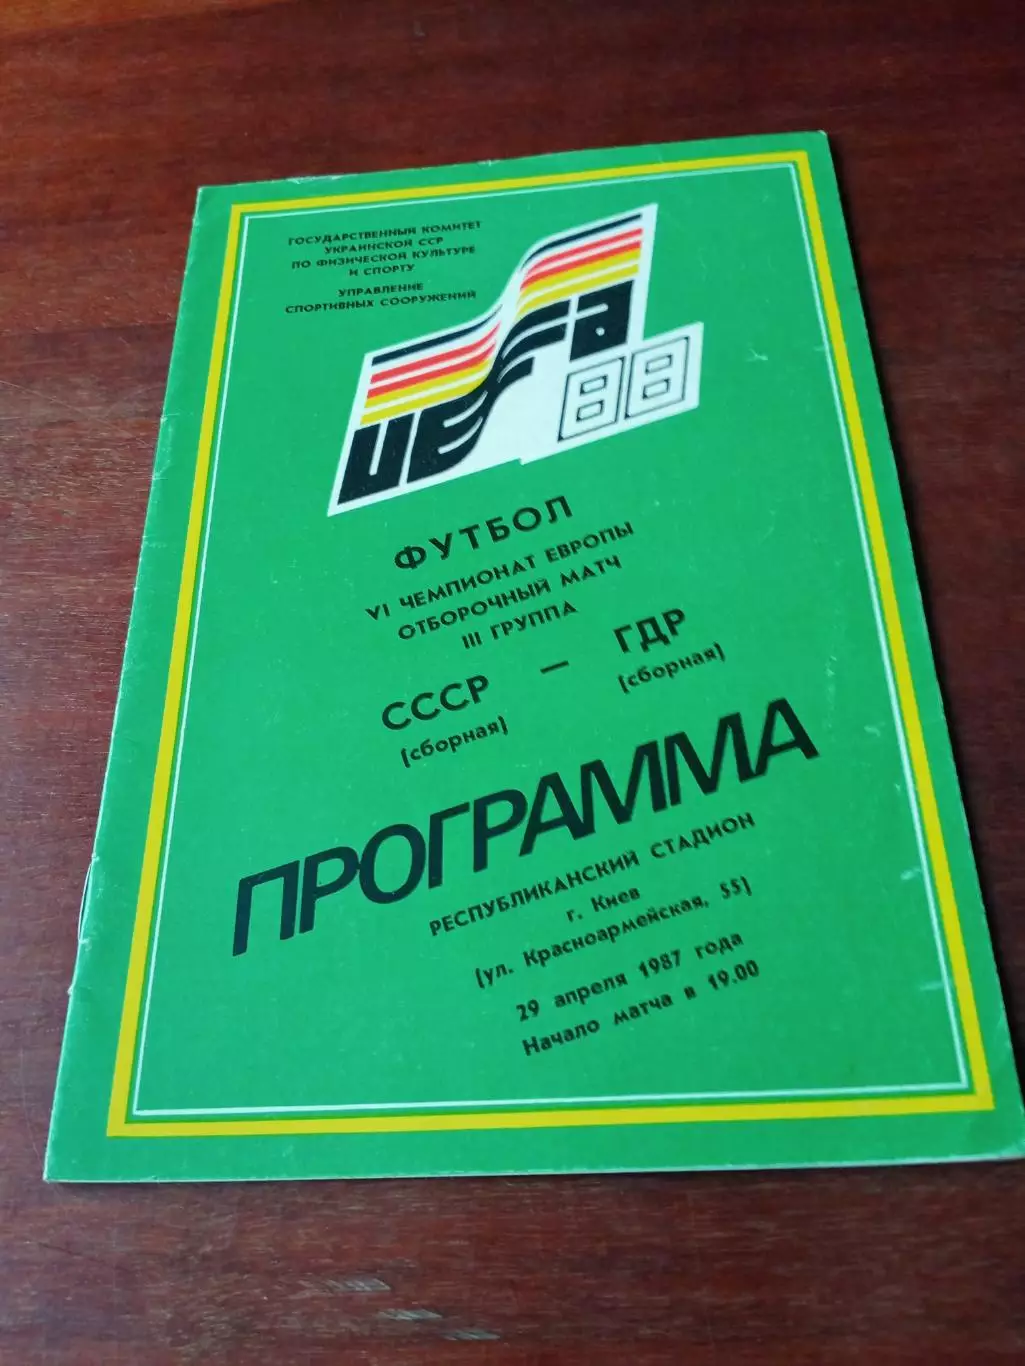 ГОСУДАРСТВЕННЫЙ КОМИТЕТ
УКРАИНСКОЙ ССР
ПО ФИЗИЧЕСКОЙ КУЛЬТУРЕ
И СПОРТУ
УПРАВЛЕНИЕ
СПОРТИВНЫХ СООРУЖЕНИЙ
UEFA
88
ФУТБОЛ
VI ЧЕМПИОНАТ ЕВРОПЫ
ОТБОРОЧНЫЙ МАТЧ
III ГРУППА
СССР — ГДР
(сборная) (сборная)
ПРОГРАММА
РЕСПУБЛИКАНСКИЙ СТАДИОН
г. Киев
(ул. Красноармейская, 55)
29 апреля 1987 года
Начало матча в 19.00